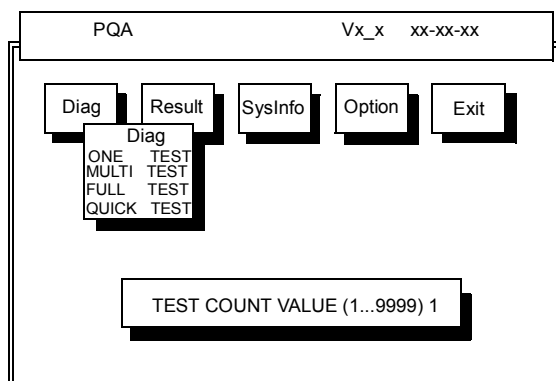 PQA Vx_x xx-xx-xx
Diag Result SysInfo Option Exit
Diag
ONE TEST
MULTI TEST
FULL TEST
QUICK TEST
TEST COUNT VALUE (1...9999) 1